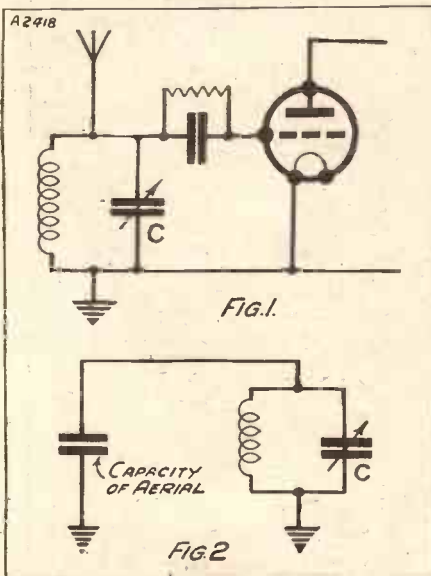 A2418
C
FIG.1.
CAPACITY
OF AERIAL
C
FIG.2